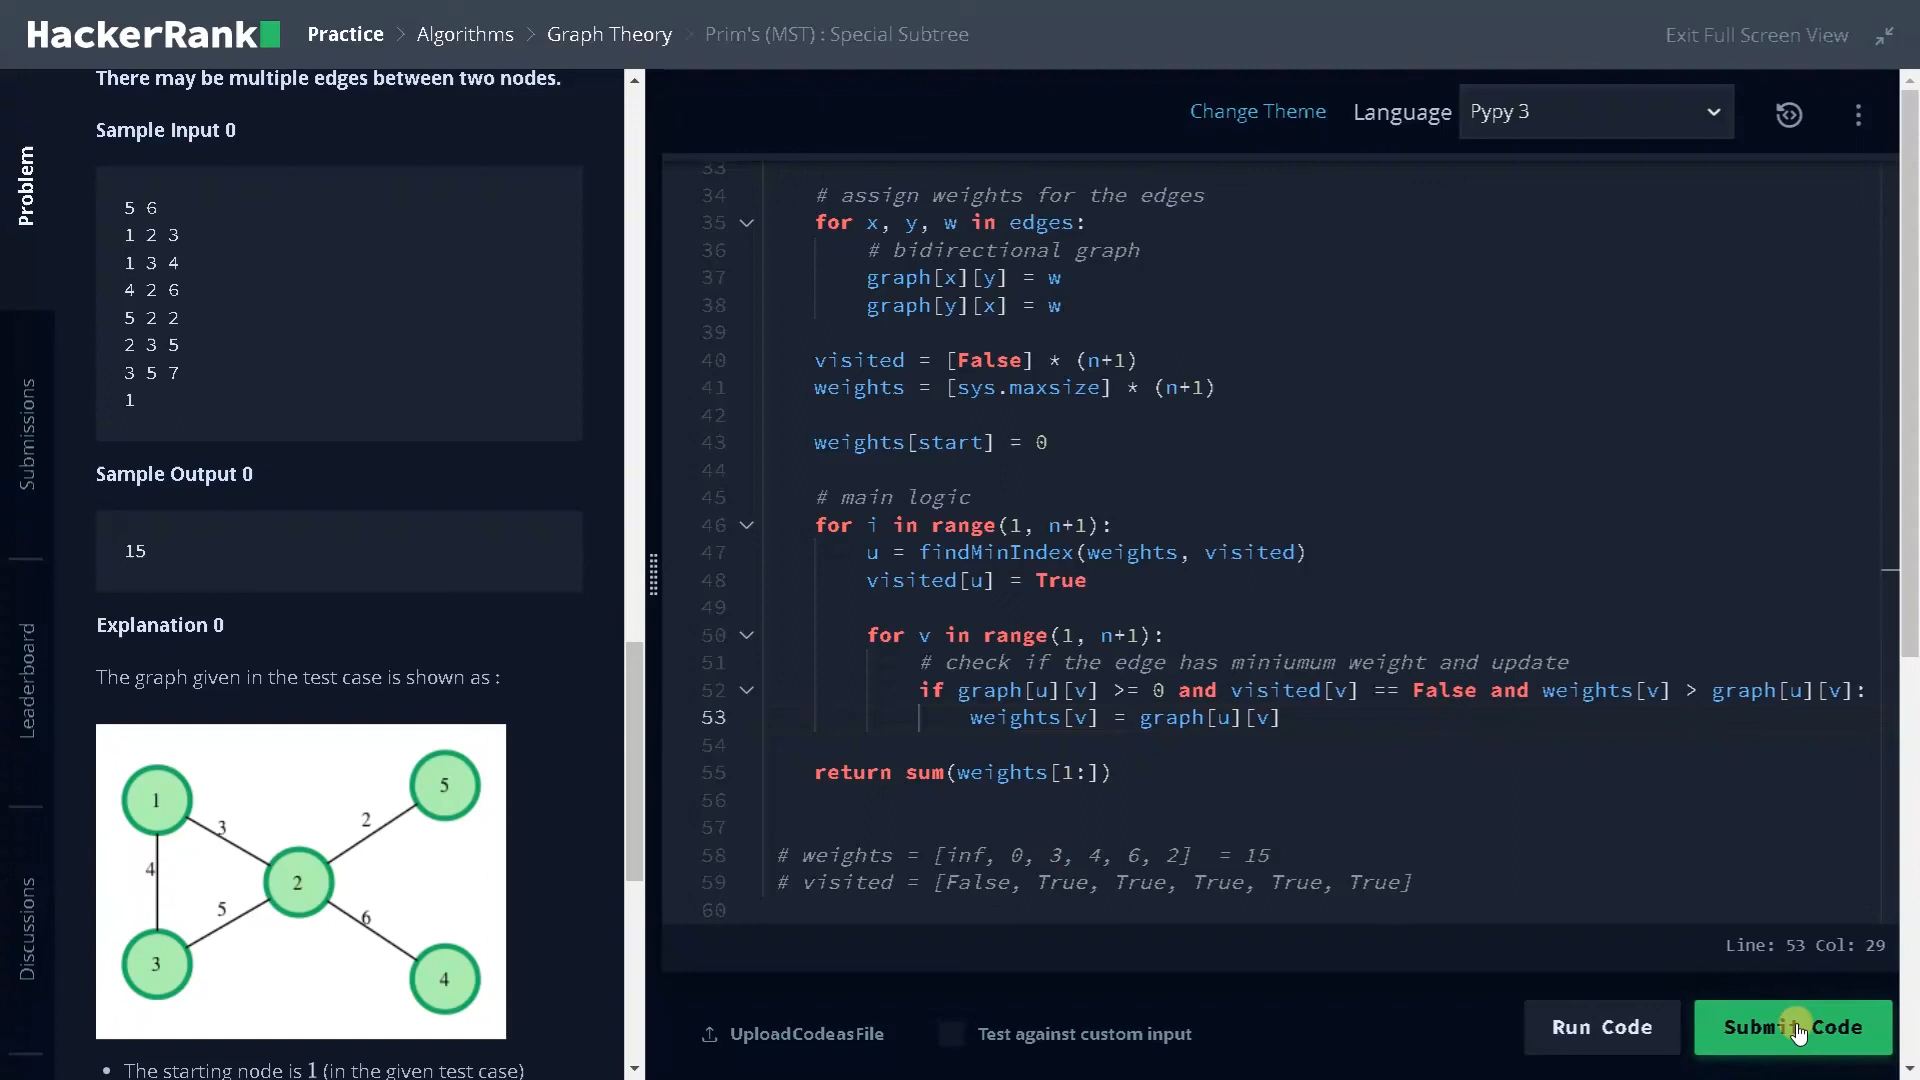 HackerRank Practice > Algorithms > Graph Theory > Prim's (MST) : Special Subtree Exit Full Screen View
Problem
Submissions
Leaderboard
Discussions
There may be multiple edges between two nodes.
Sample Input 0
5 6
1 2 3
1 3 4
4 2 6
5 2 2
2 3 5
3 5 7
1
Sample Output 0
15
Explanation 0
The graph given in the test case is shown as :
1
5
3
2
4
2
5
6
3
4
• The starting node is 1 (in the given test case)
Change Theme Language Pypy 3
33
34 # assign weights for the edges
35 for x, y, w in edges:
36 # bidirectional graph
37 graph[x][y] = w
38 graph[y][x] = w
39
40 visited = [False] * (n+1)
41 weights = [sys.maxsize] * (n+1)
42
43 weights[start] = 0
44
45 # main logic
46 for i in range(1, n+1):
47 u = findMinIndex(weights, visited)
48 visited[u] = True
49
50 for v in range(1, n+1):
51 # check if the edge has miniumum weight and update
52 if graph[u][v] >= 0 and visited[v] == False and weights[v] > graph[u][v]:
53 weights[v] = graph[u][v]
54
55 return sum(weights[1:])
56
57
58 # weights = [inf, 0, 3, 4, 6, 2] = 15
59 # visited = [False, True, True, True, True, True]
60
Line: 53 Col: 29
Upload Code as File Test against custom input Run Code Submit Code